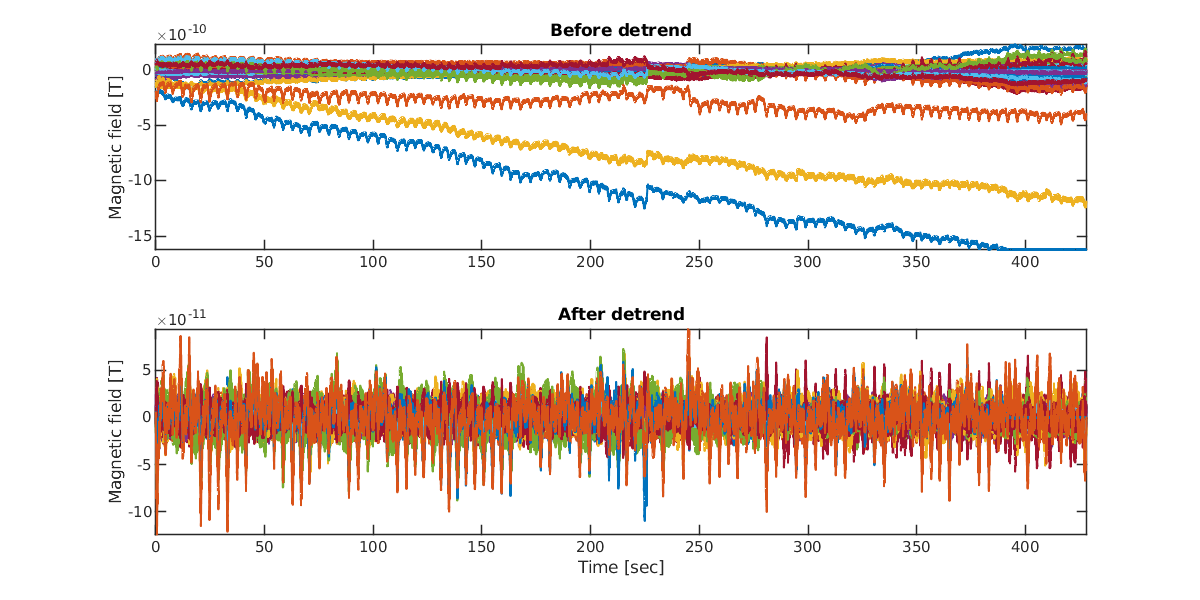 Before detrend
×10-10
0
-5
-10
-15
Magnetic field [T]
0 50 100 150 200 250 300 350 400
After detrend
×10-11
5
0
-5
-10
Magnetic field [T]
0 50 100 150 200 250 300 350 400
Time [sec]